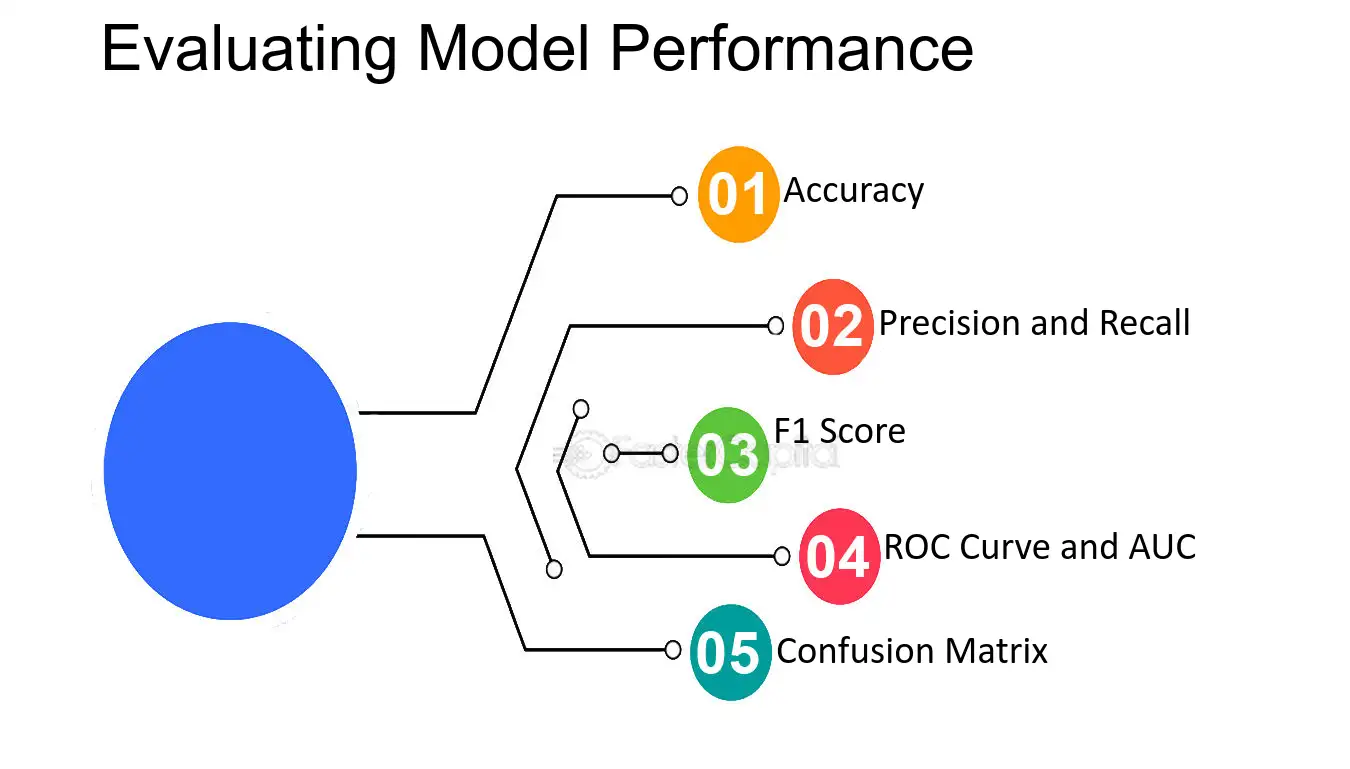 Evaluating Model Performance
01 Accuracy
02 Precision and Recall
03 F1 Score
04 ROC Curve and AUC
05 Confusion Matrix